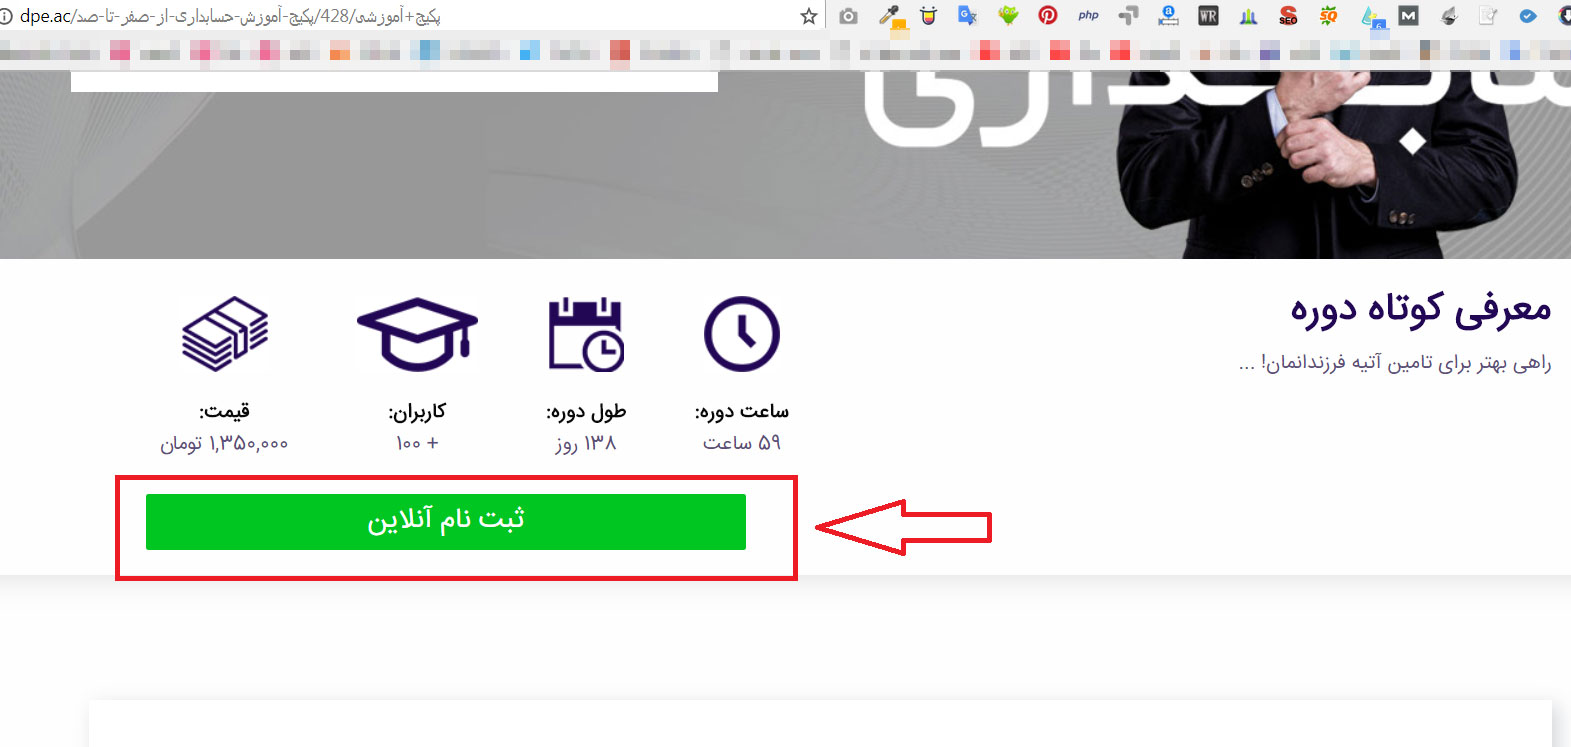 dpe.ac/پکیج+آموزشی/428/پکیج-آموزش-حسابداری-از-صفر-تا-صد
php
a
WR
SEO
SQ
6
M
معرفی کوتاه دوره
راهی بهتر برای تامین آتیه فرزندانمان! ...
ساعت دوره:
۵۹ ساعت
طول دوره:
۱۳۸ روز
کاربران:
+ ۱۰۰
قیمت:
۱,۳۵۰,۰۰۰ تومان
ثبت نام آنلاین